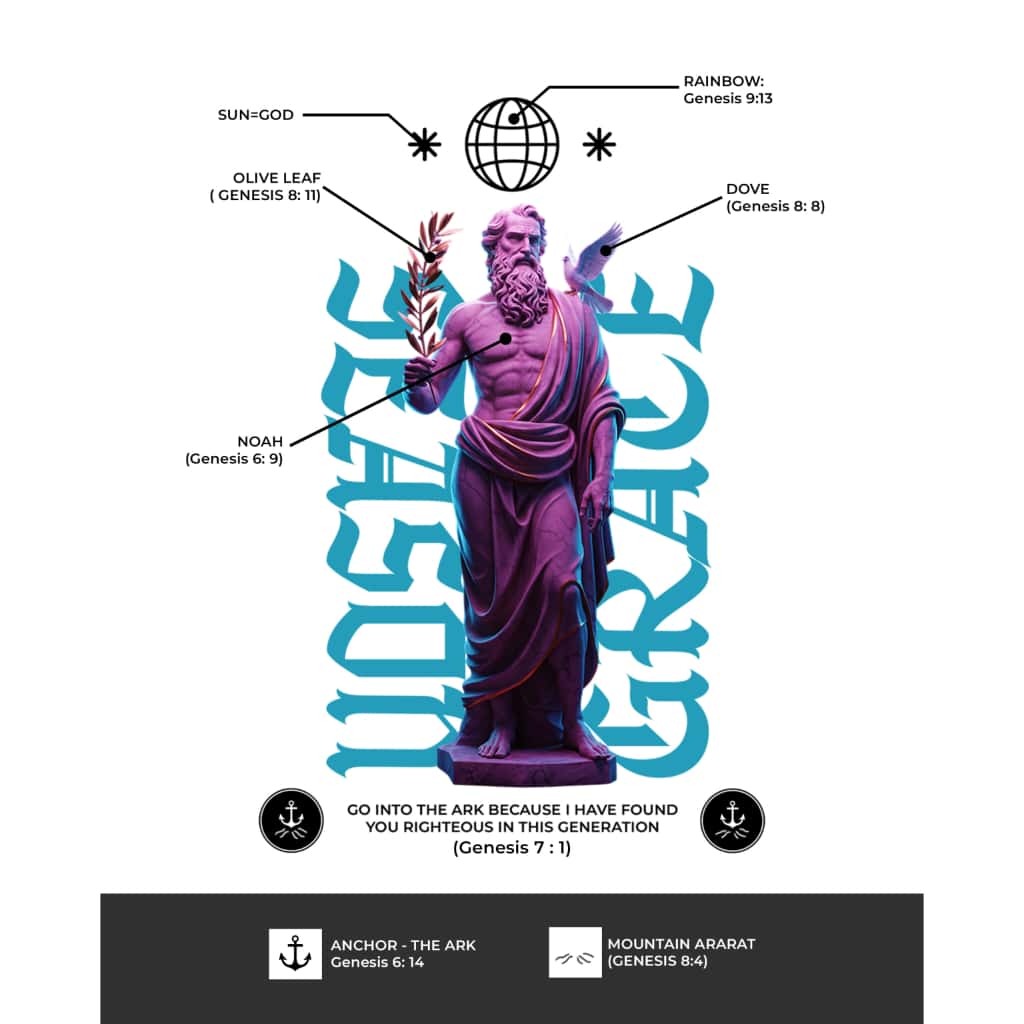 RAINBOW:
Genesis 9:13
SUN=GOD
OLIVE LEAF
( GENESIS 8: 11)
DOVE
(Genesis 8: 8)
SEASON
GRACE
NOAH
(Genesis 6: 9)
GO INTO THE ARK BECAUSE I HAVE FOUND
YOU RIGHTEOUS IN THIS GENERATION
(Genesis 7 : 1)
ANCHOR - THE ARK
Genesis 6: 14
MOUNTAIN ARARAT
(GENESIS 8:4)